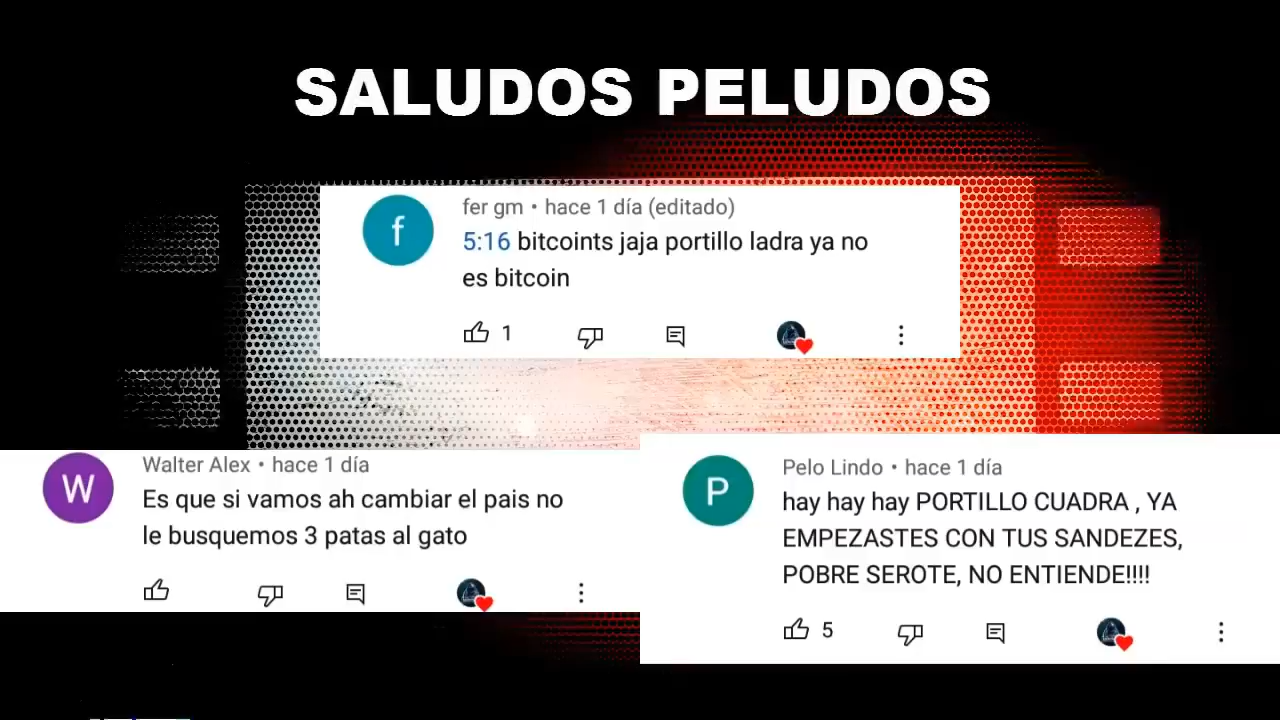 SALUDOS PELUDOS
f
fer gm • hace 1 día (editado)
5:16 bitcoints jaja portillo ladra ya no
es bitcoin
1
W
Walter Alex • hace 1 día
Es que si vamos ah cambiar el pais no
le busquemos 3 patas al gato
P
Pelo Lindo • hace 1 día
hay hay hay PORTILLO CUADRA , YA
EMPEZASTES CON TUS SANDEZES,
POBRE SEROTE, NO ENTIENDE!!!!
5